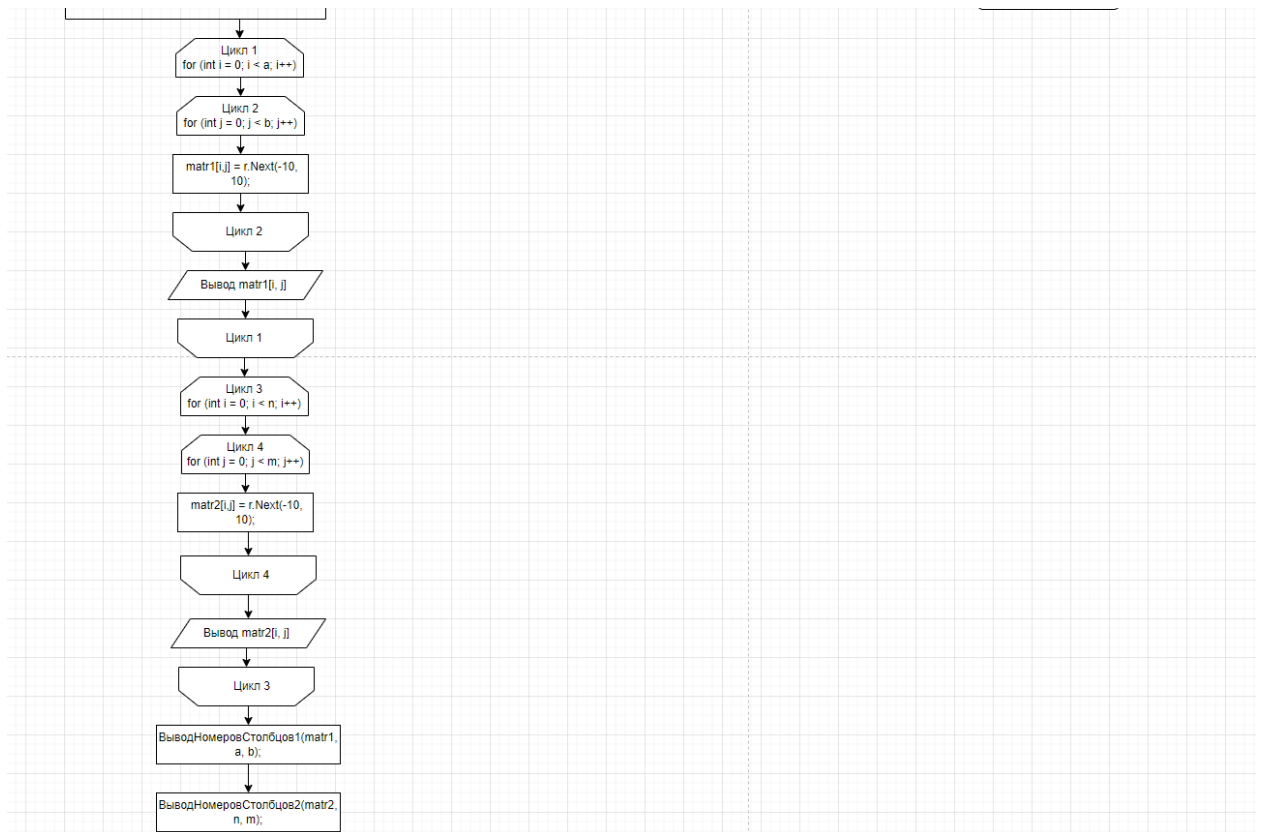 Цикл 1
for (int i = 0; i < a; i++)
Цикл 2
for (int j = 0; j < b; j++)
matr1[i,j] = r.Next(-10,
10);
Цикл 2
Вывод matr1[i, j]
Цикл 1
Цикл 3
for (int i = 0; i < n; i++)
Цикл 4
for (int j = 0; j < m; j++)
matr2[i,j] = r.Next(-10,
10);
Цикл 4
Вывод matr2[i, j]
Цикл 3
ВыводНомеровСтолбцов1(matr1,
a, b);
ВыводНомеровСтолбцов2(matr2,
n, m);